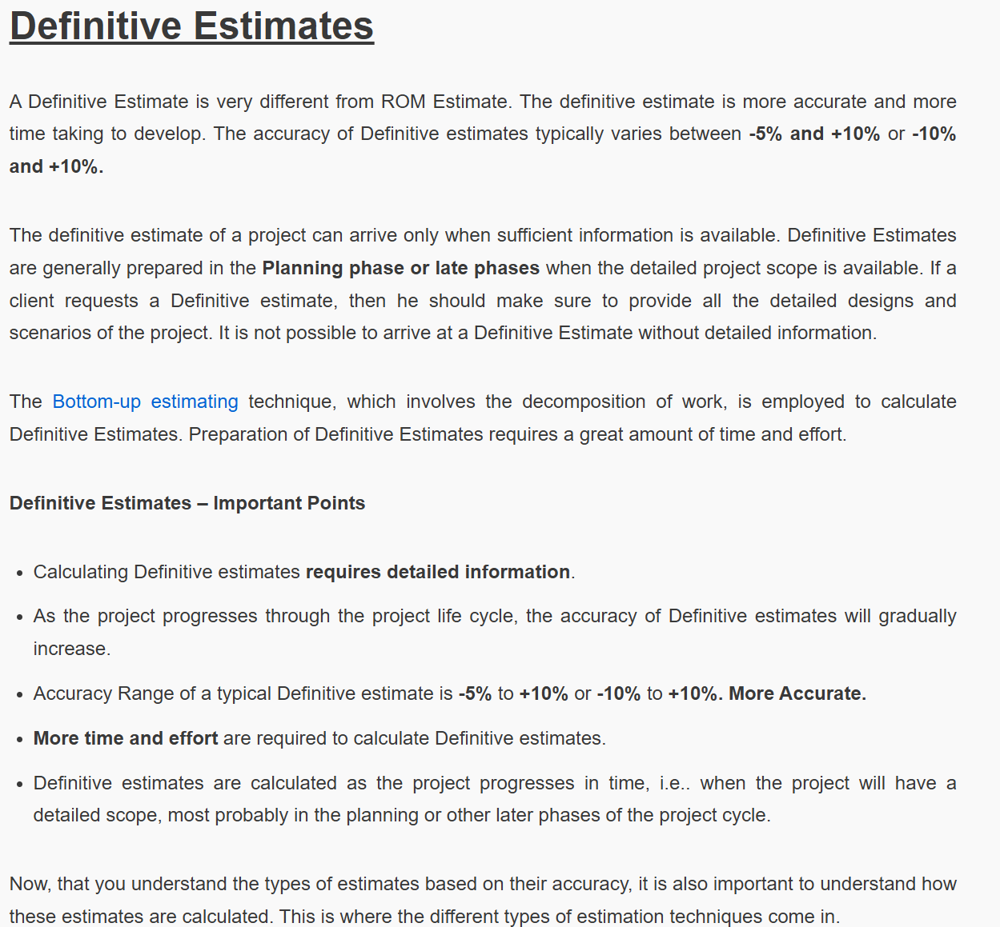 Definitive Estimates
A Definitive Estimate is very different from ROM Estimate. The definitive estimate is more accurate and more
time taking to develop. The accuracy of Definitive estimates typically varies between -5% and +10% or -10%
and +10%.
The definitive estimate of a project can arrive only when sufficient information is available. Definitive Estimates
are generally prepared in the Planning phase or late phases when the detailed project scope is available. If a
client requests a Definitive estimate, then he should make sure to provide all the detailed designs and
scenarios of the project. It is not possible to arrive at a Definitive Estimate without detailed information.
The Bottom-up estimating technique, which involves the decomposition of work, is employed to calculate
Definitive Estimates. Preparation of Definitive Estimates requires a great amount of time and effort.
Definitive Estimates – Important Points
• Calculating Definitive estimates requires detailed information.
• As the project progresses through the project life cycle, the accuracy of Definitive estimates will gradually
increase.
• Accuracy Range of a typical Definitive estimate is -5% to +10% or -10% to +10%. More Accurate.
• More time and effort are required to calculate Definitive estimates.
• Definitive estimates are calculated as the project progresses in time, i.e.. when the project will have a
detailed scope, most probably in the planning or other later phases of the project cycle.
Now, that you understand the types of estimates based on their accuracy, it is also important to understand how
these estimates are calculated. This is where the different types of estimation techniques come in.